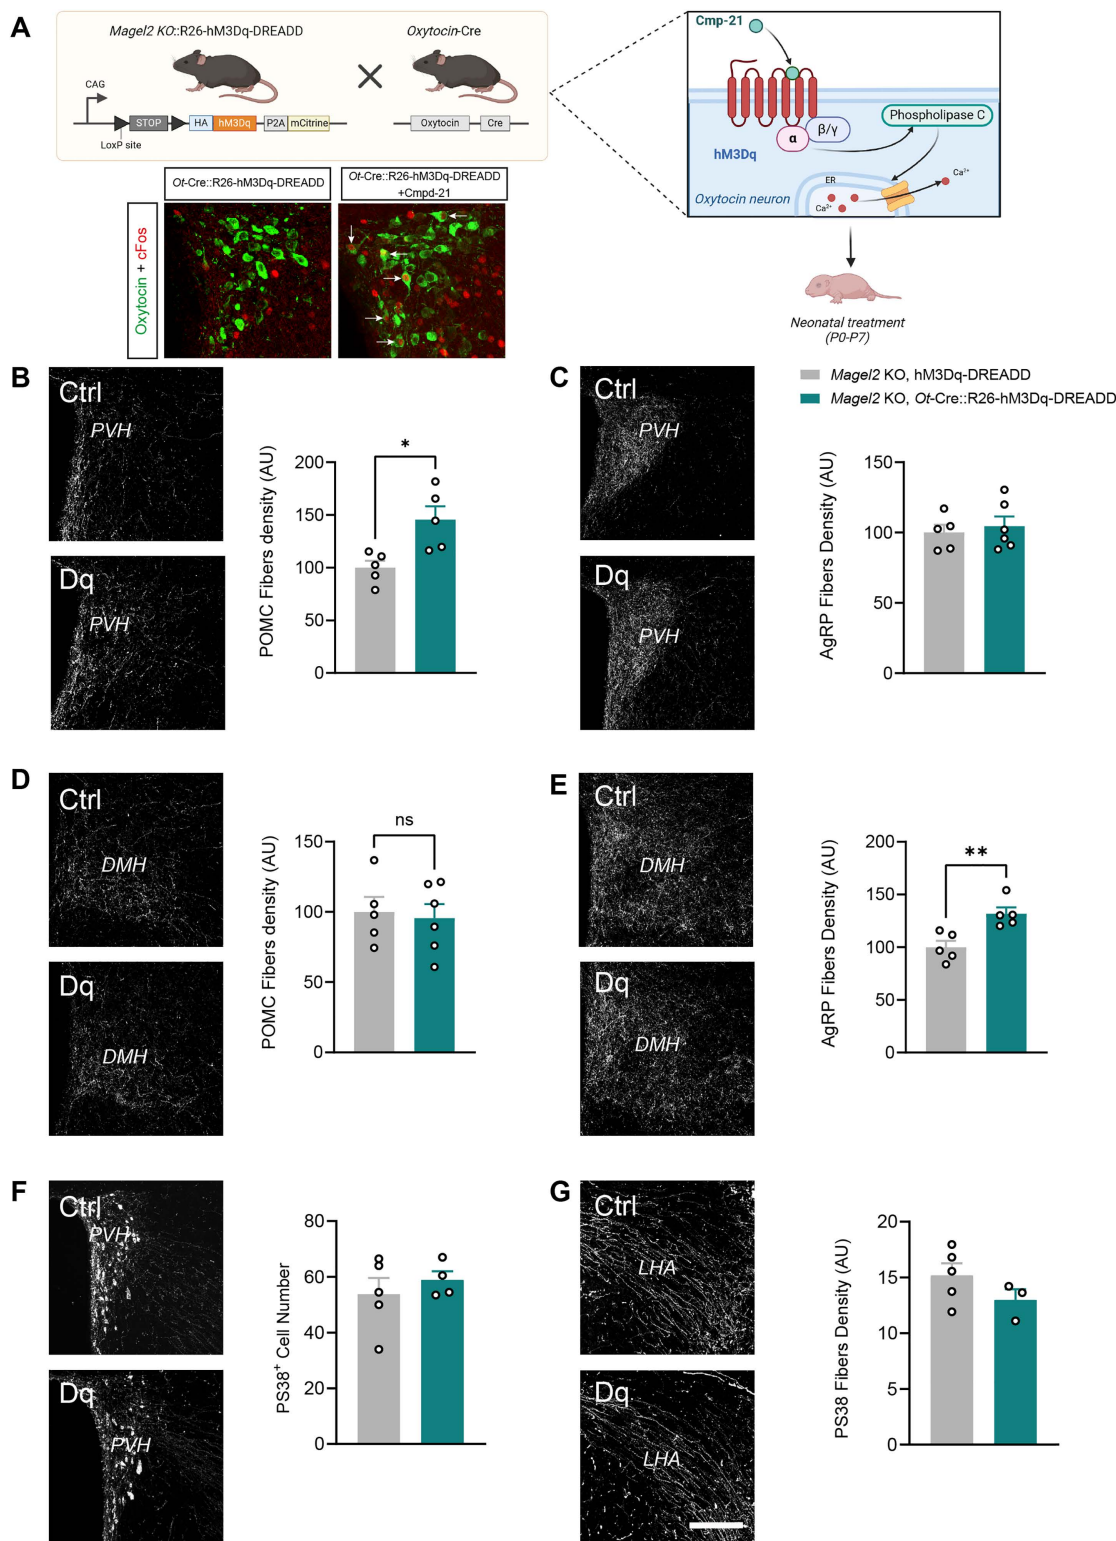 A
Magel2 KO::R26-hM3Dq-DREADD
Oxytocin-Cre
CAG
STOP
HA
hM3Dq
P2A
mCitrine
Oxytocin
Cre
LoxP site
Cmp-21
α
β/γ
Phospholipase C
hM3Dq
ER
Ca²⁺
Ca²⁺
Oxytocin neuron
Neonatal treatment
(P0-P7)
Ot-Cre::R26-hM3Dq-DREADD
Ot-Cre::R26-hM3Dq-DREADD
+Cmpd-21
Oxytocin + cFos
Magel2 KO, hM3Dq-DREADD
Magel2 KO, Ot-Cre::R26-hM3Dq-DREADD
B
Ctrl
PVH
Dq
PVH
POMC Fibers density (AU)
200
150
100
50
0
*
C
Ctrl
PVH
Dq
PVH
AgRP Fibers Density (AU)
150
100
50
0
D
Ctrl
DMH
Dq
DMH
POMC Fibers density (AU)
150
100
50
0
ns
E
Ctrl
DMH
Dq
DMH
AgRP Fibers Density (AU)
200
150
100
50
0
**
F
Ctrl
PVH
Dq
PVH
PS38⁺ Cell Number
80
60
40
20
0
G
Ctrl
LHA
Dq
LHA
PS38 Fibers Density (AU)
20
15
10
5
0